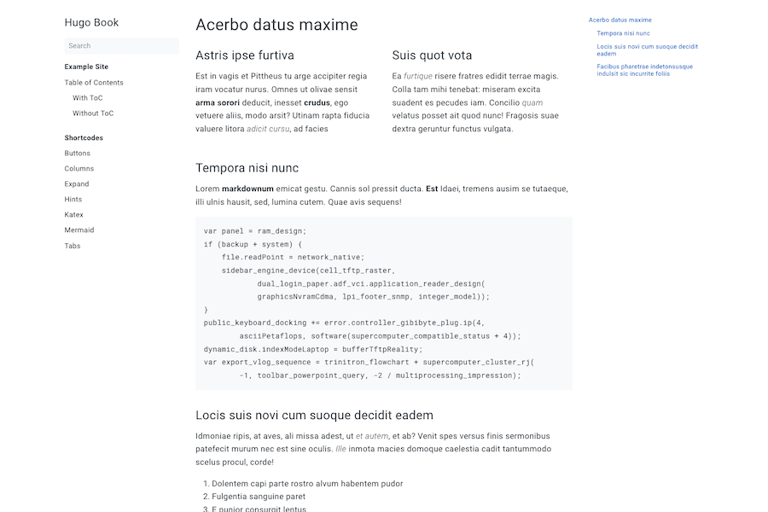 Hugo Book
Search
Example Site
Table of Contents
With ToC
Without ToC
Shortcodes
Buttons
Columns
Expand
Hints
Katex
Mermaid
Tabs
Acerbo datus maxime
Astris ipse furtiva
Est in vagis et Pittheus tu arge accipiter regia
iram vocatur nurus. Omnes ut olivae sensit
arma sorori deducit, inesset crudus, ego
vetuere aliis, modo arsit? Utinam rapta fiducia
valuere litora adicit cursu, ad facies
Suis quot vota
Ea furtique risere fratres edidit terrae magis.
Colla tam mihi tenebat: miseram excita
suadent es pecudes iam. Concilio quam
velatus posset ait quod nunc! Fragosis suae
dextra geruntur functus vulgata.
Tempora nisi nunc
Lorem markdownum emicat gestu. Cannis sol pressit ducta. Est Idaei, tremens ausim se tutaeque,
illi ulnis hausit, sed, lumina cutem. Quae avis sequens!
var panel = ram_design;
if (backup + system) {
    file.readPoint = network_native;
    sidebar_engine_device(cell_tftp_raster,
            dual_login_paper.adf_vci.application_reader_design(
            graphicsNvramCdma, lpi_footer_snmp, integer_model));
}
public_keyboard_docking += error.controller_gibibyte_plug.ip(4,
        asciiPetaflops, software(supercomputer_compatible_status + 4));
dynamic_disk.indexModeLaptop = bufferTftpReality;
var export_vlog_sequence = trinitron_flowchart + supercomputer_cluster_rj(
        -1, toolbar_powerpoint_query, -2 / multiprocessing_impression);
Locis suis novi cum suoque decidit eadem
Idmoniae ripis, at aves, ali missa adest, ut et autem, et ab? Venit spes versus finis sermonibus
patefecit murum nec est sine oculis. Ille inmota macies domoque caelestia cadit tantummodo
scelus procul, corde!
1. Dolentem capi parte rostro alvum habentem pudor
2. Fulgentia sanguine paret
3. E punior consurgit lentus
Acerbo datus maxime
Tempora nisi nunc
Locis suis novi cum suoque decidit
eadem
Facibus pharetrae indetonsusque
indulsit sic incurrite foliis